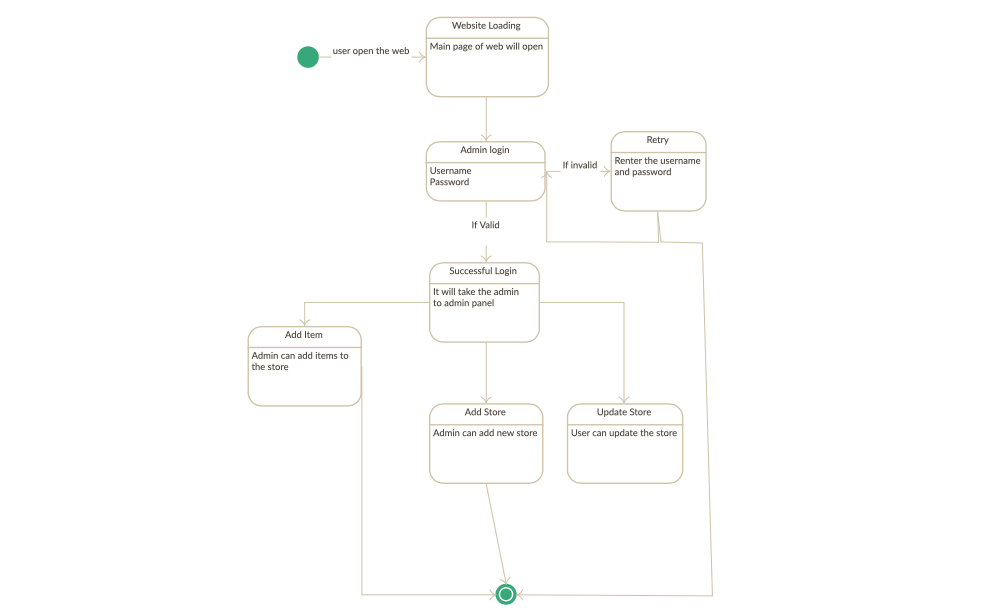 Website Loading
user open the web
Main page of web will open
Admin login
Username
Password
If invalid
Retry
Renter the username
and password
If Valid
Successful Login
It will take the admin
to admin panel
Add Item
Admin can add items to
the store
Add Store
Admin can add new store
Update Store
User can update the store